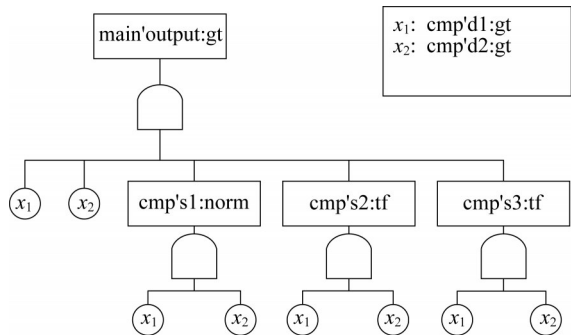 main'output:gt
x₁: cmp'd1:gt
x₂: cmp'd2:gt
x₁ x₂ cmp's1:norm cmp's2:tf cmp's3:tf
x₁ x₂ x₁ x₂ x₁ x₂